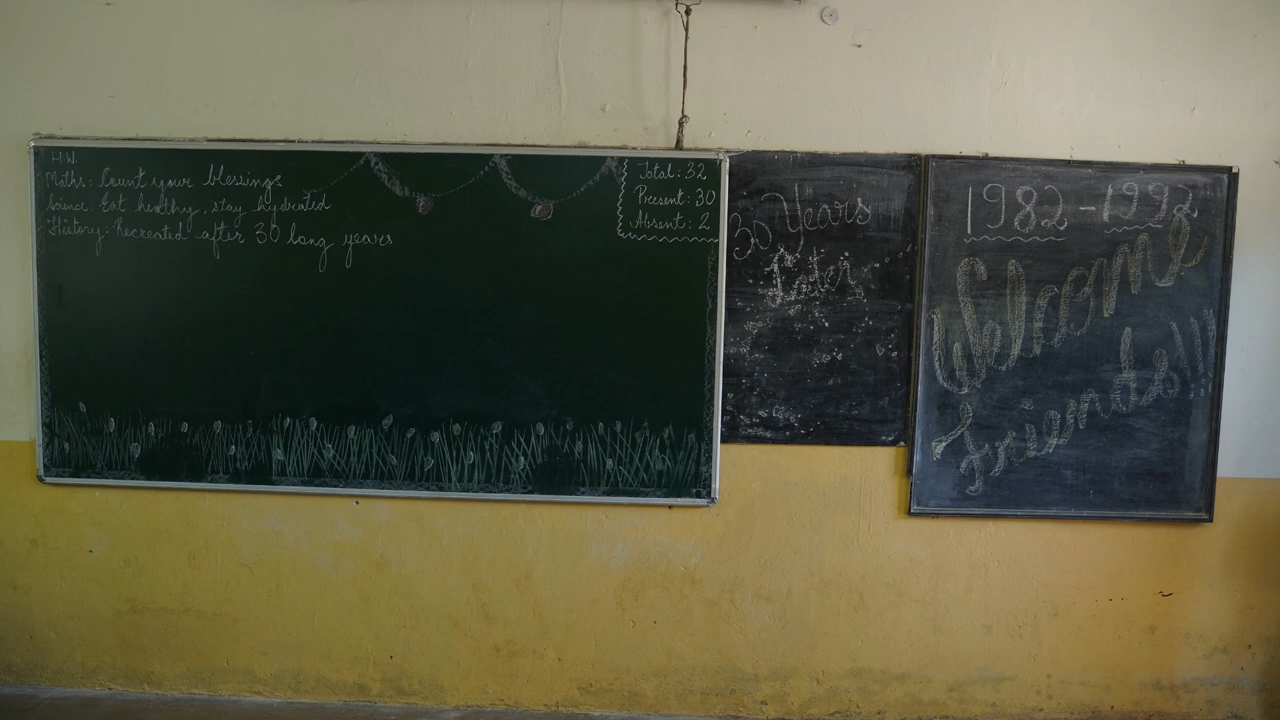 H.W.
Maths: Count your blessings
Science: Eat healthy, stay hydrated
History: Recreated after 30 long years
Total: 32
Present: 30
Absent: 2
30 Years
Later
1982-1992
Welcome
Friends!!!